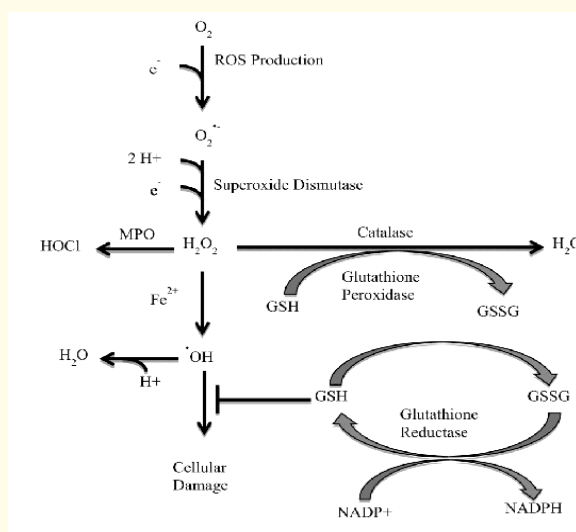 O₂
e⁻
ROS Production
O₂•⁻
2 H+
e⁻
Superoxide Dismutase
HOCl
MPO
H₂O₂
Catalase
H₂O
Glutathione
Peroxidase
GSH
GSSG
Fe²⁺
H₂O
H+
•OH
GSH
GSSG
Glutathione
Reductase
Cellular
Damage
NADP+
NADPH